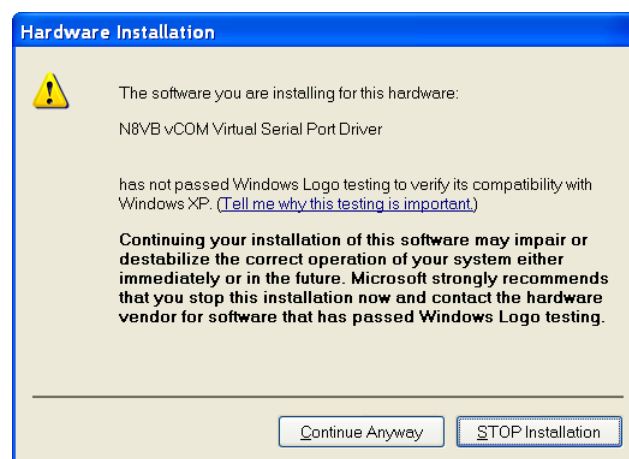 Hardware Installation
The software you are installing for this hardware:
N8VB vCOM Virtual Serial Port Driver
has not passed Windows Logo testing to verify its compatibility with
Windows XP. (Tell me why this testing is important.)
Continuing your installation of this software may impair or
destabilize the correct operation of your system either
immediately or in the future. Microsoft strongly recommends
that you stop this installation now and contact the hardware
vendor for software that has passed Windows Logo testing.
Continue Anyway
STOP Installation